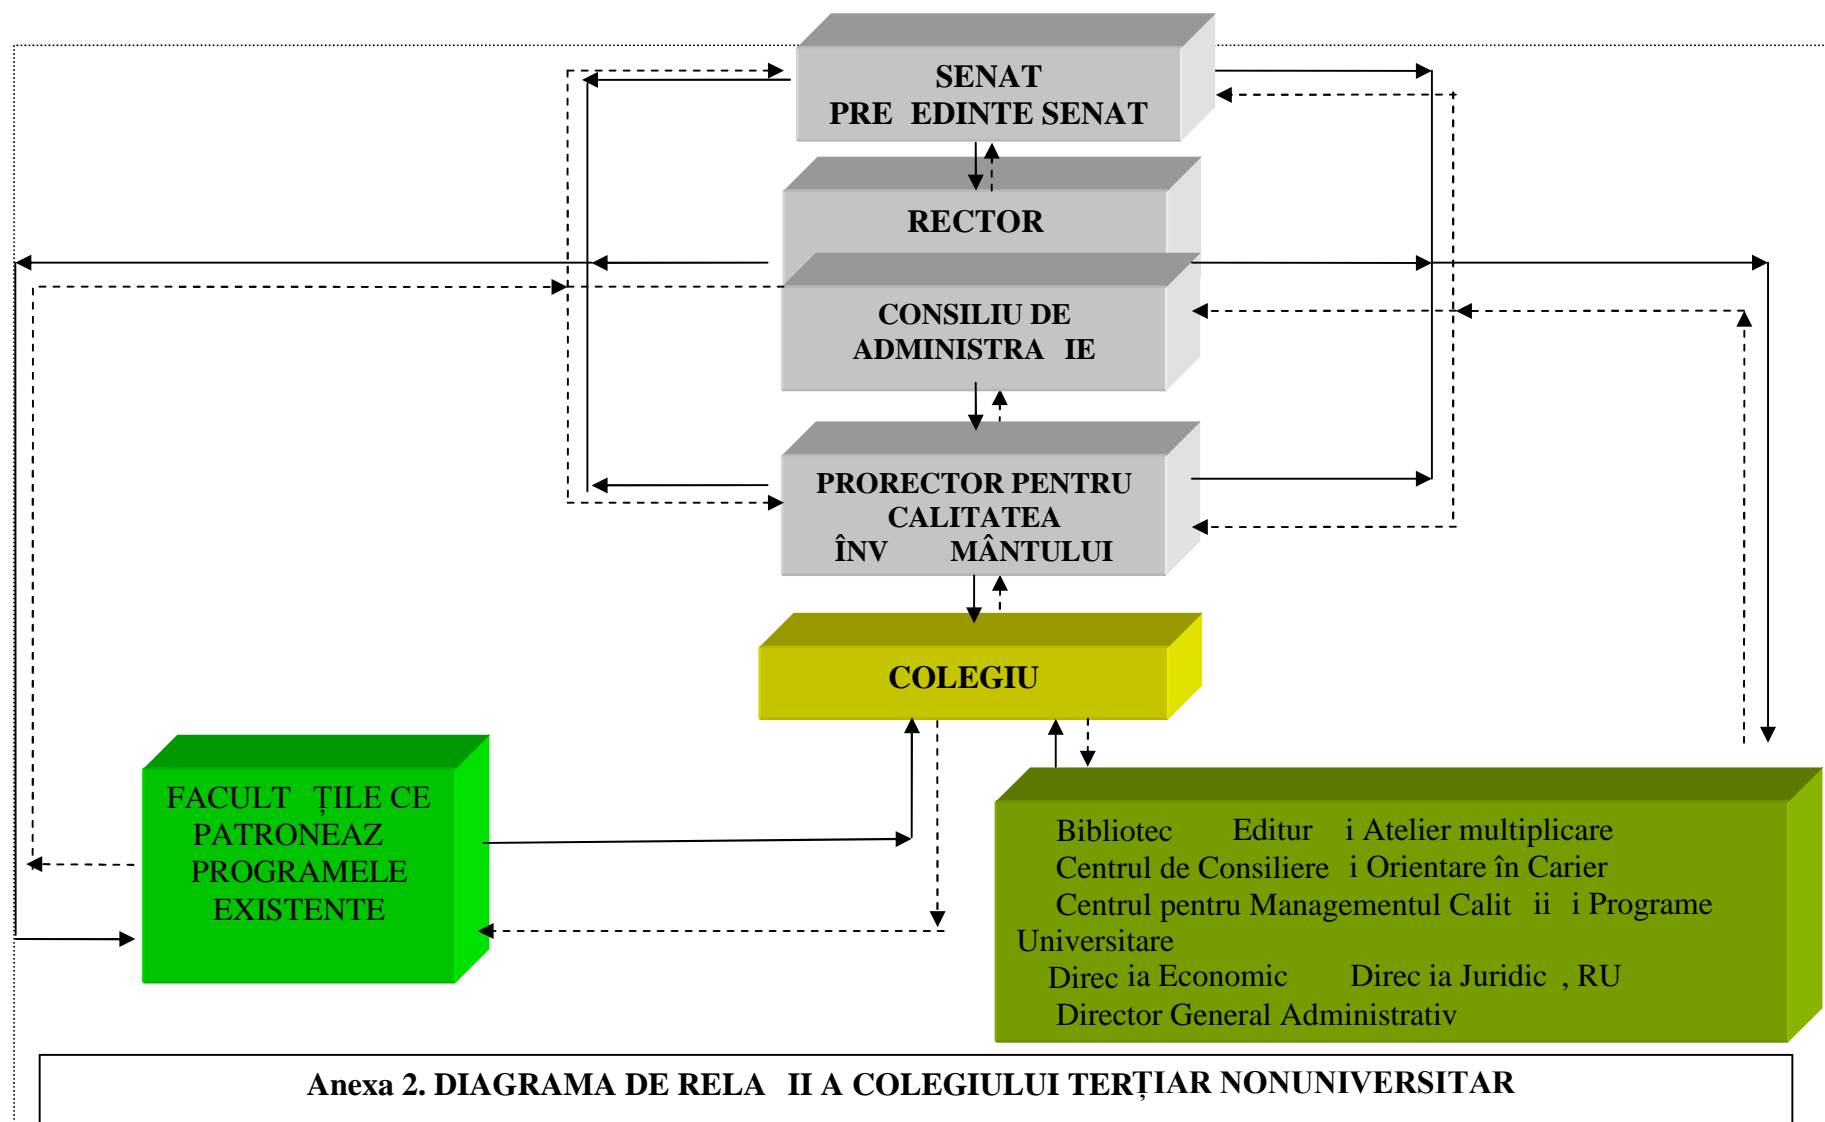 SENAT
PRE EDINTE SENAT
RECTOR
CONSILIU DE
ADMINISTRA IE
PRORECTOR PENTRU
CALITATEA
ÎNV MÂNTULUI
COLEGIU
FACULT ȚILE CE
PATRONEAZ
PROGRAMELE
EXISTENTE
Bibliotec Editur i Atelier multiplicare
Centrul de Consiliere i Orientare în Carier
Centrul pentru Managementul Calit ii i Programe
Universitare
Direc ia Economic Direc ia Juridic , RU
Director General Administrativ
Anexa 2. DIAGRAMA DE RELA II A COLEGIULUI TERȚIAR NONUNIVERSITAR